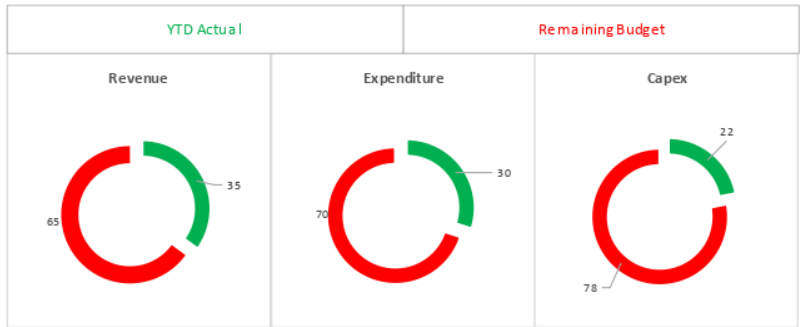 YTD Actual
Remaining Budget
Revenue
35
65
Expenditure
30
70
Capex
22
78